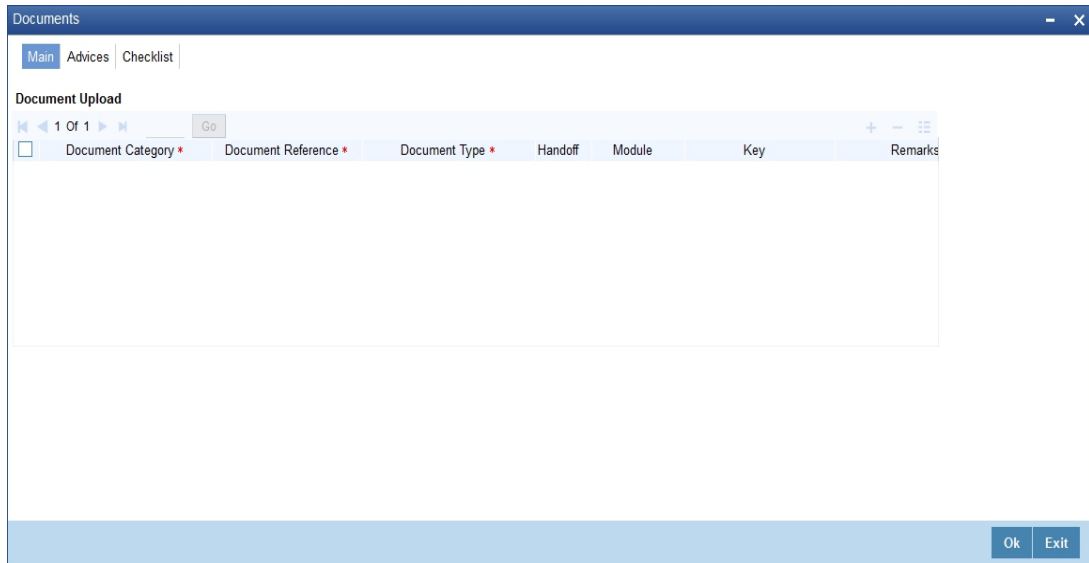 Documents
Main Advices Checklist
Document Upload
1 Of 1 Go
Document Category * Document Reference * Document Type * Handoff Module Key Remarks
Ok Exit